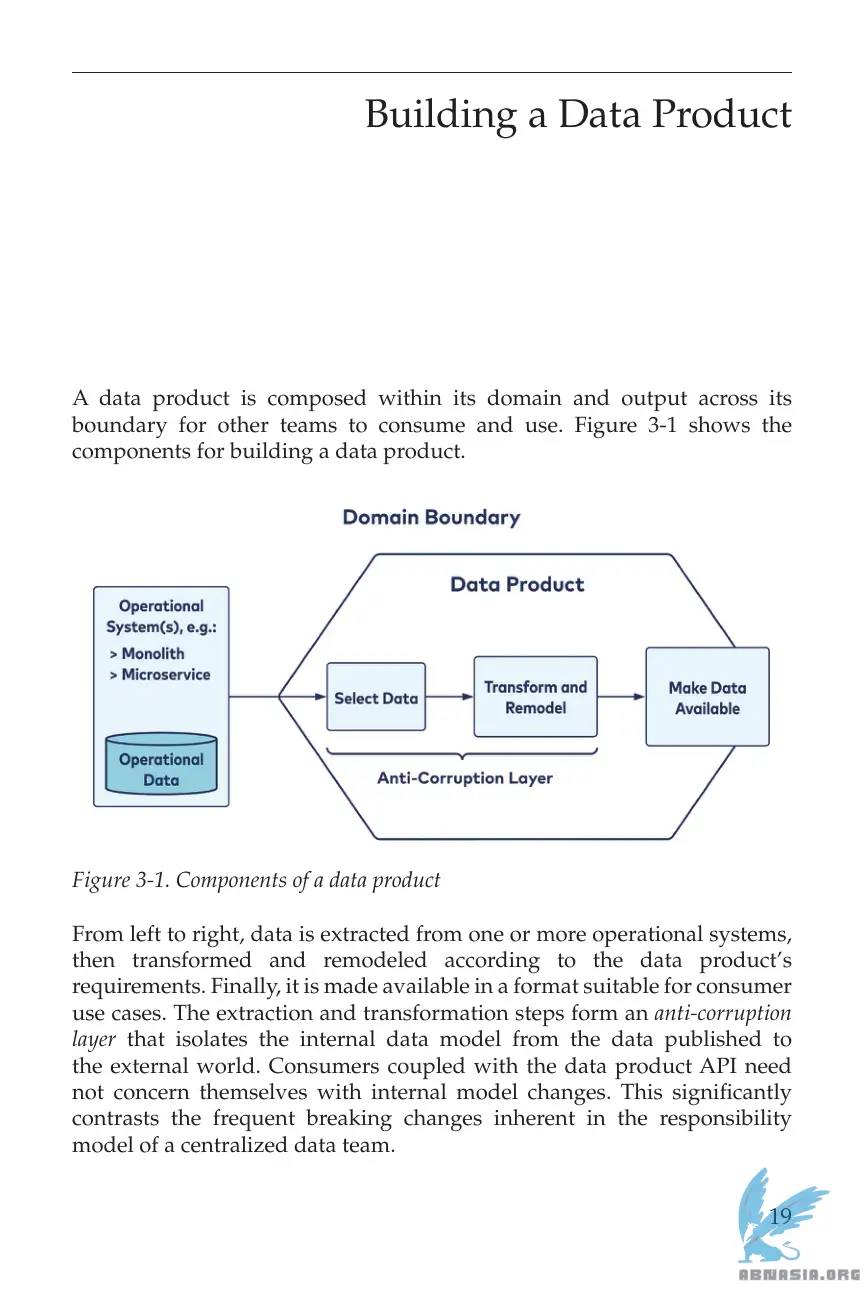 Building a Data Product
A data product is composed within its domain and output across its
boundary for other teams to consume and use. Figure 3-1 shows the
components for building a data product.
Domain Boundary
Data Product
Operational
System(s), e.g.:
> Monolith
> Microservice
Operational
Data
Select Data
Transform and
Remodel
Make Data
Available
Anti-Corruption Layer
Figure 3-1. Components of a data product
From left to right, data is extracted from one or more operational systems,
then transformed and remodeled according to the data product’s
requirements. Finally, it is made available in a format suitable for consumer
use cases. The extraction and transformation steps form an anti-corruption
layer that isolates the internal data model from the data published to
the external world. Consumers coupled with the data product API need
not concern themselves with internal model changes. This significantly
contrasts the frequent breaking changes inherent in the responsibility
model of a centralized data team.
19
ABNASIA.ORG